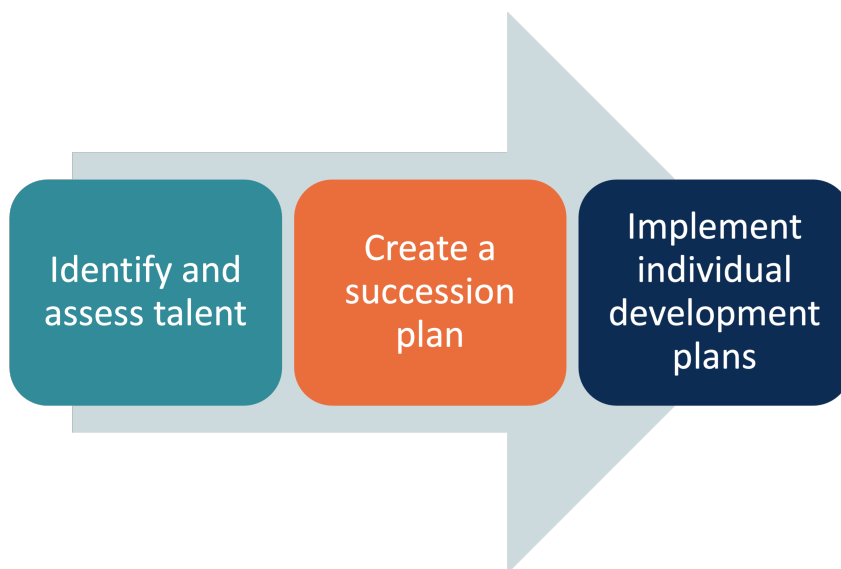 Identify and
assess talent
Create a
succession
plan
Implement
individual
development
plans